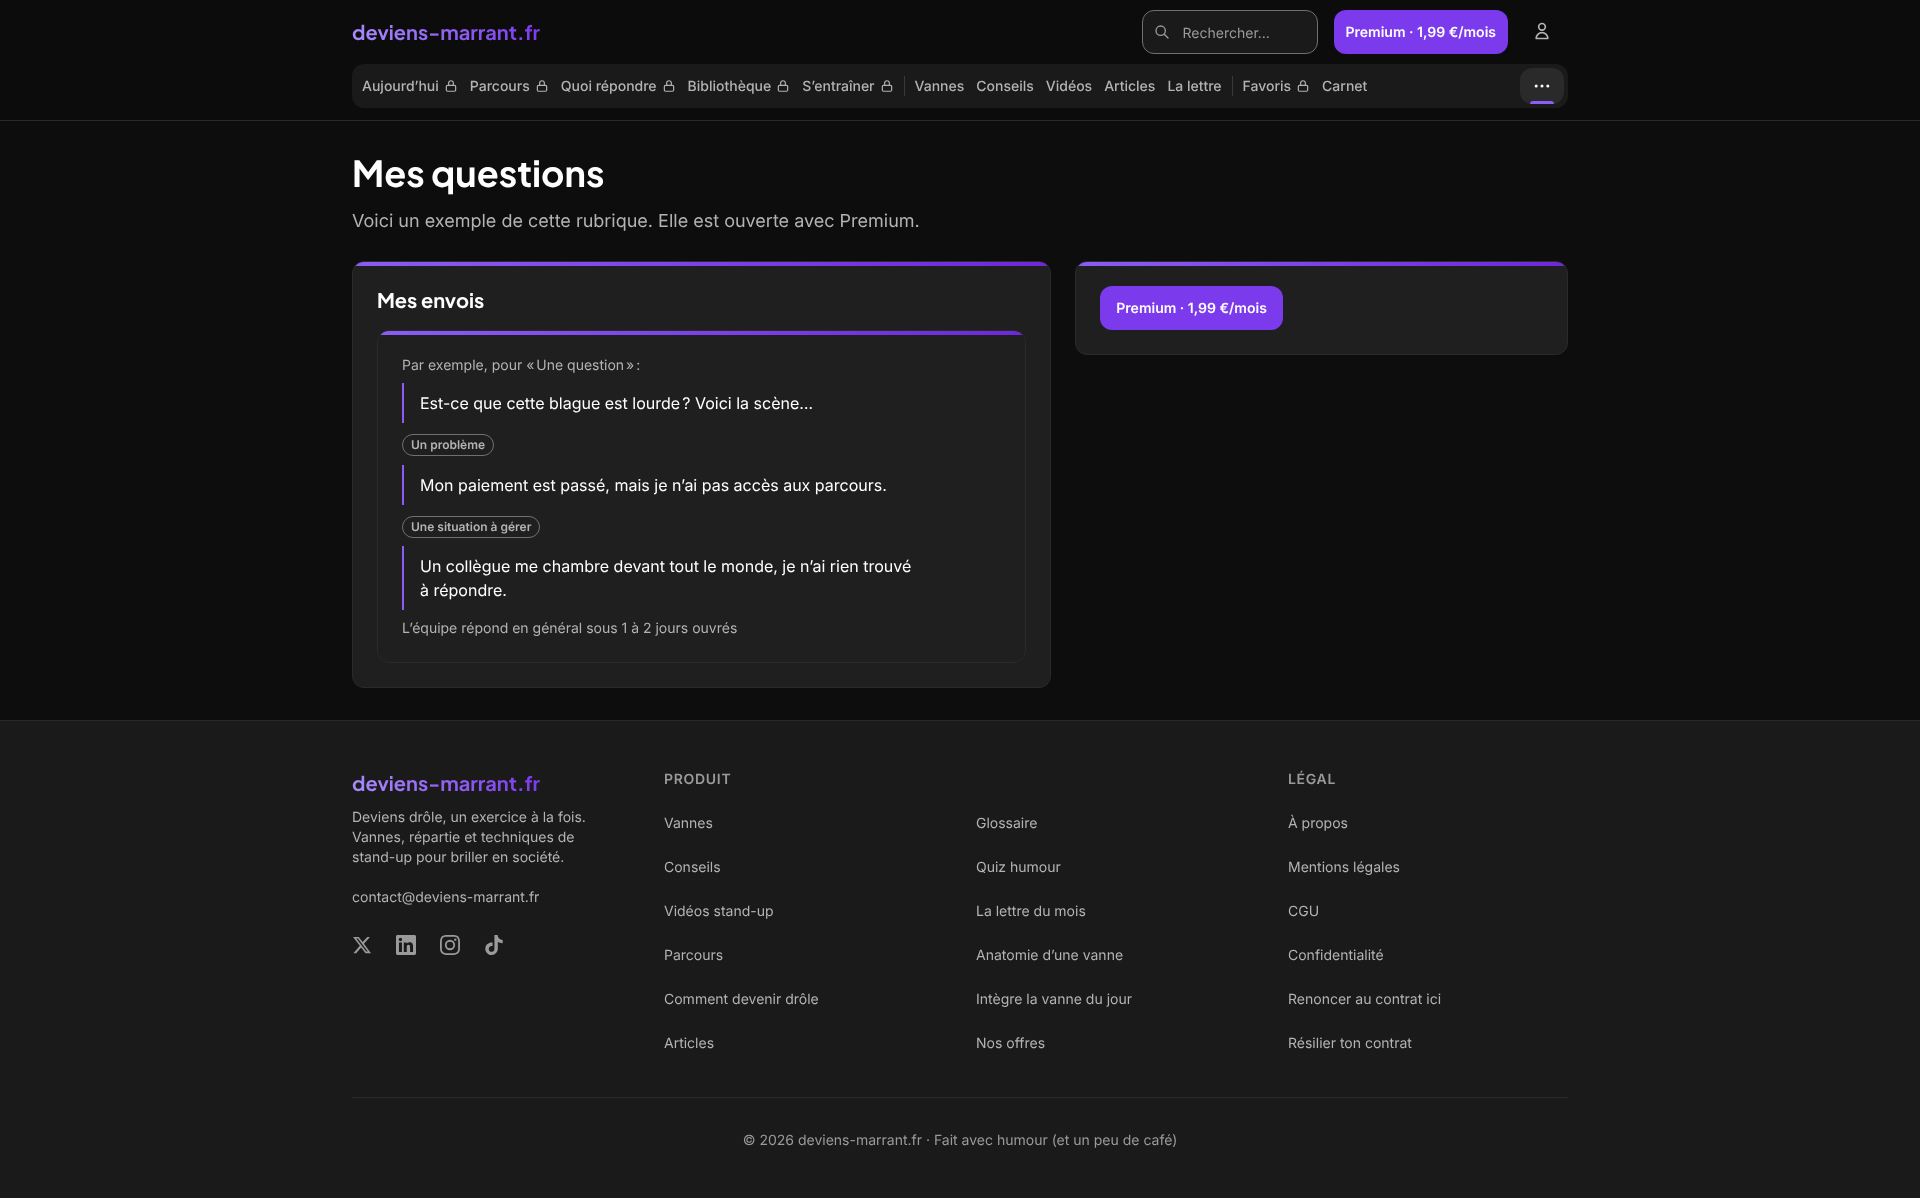 deviens-marrant.fr
Rechercher...
Premium · 1,99 €/mois
Aujourd’hui
Parcours
Quoi répondre
Bibliothèque
S’entraîner
Vannes
Conseils
Vidéos
Articles
La lettre
Favoris
Carnet
Mes questions
Voici un exemple de cette rubrique. Elle est ouverte avec Premium.
Mes envois
Par exemple, pour « Une question » :
Est-ce que cette blague est lourde ? Voici la scène…
Un problème
Mon paiement est passé, mais je n’ai pas accès aux parcours.
Une situation à gérer
Un collègue me chambre devant tout le monde, je n’ai rien trouvé
à répondre.
L’équipe répond en général sous 1 à 2 jours ouvrés
Premium · 1,99 €/mois
deviens-marrant.fr
Deviens drôle, un exercice à la fois.
Vannes, répartie et techniques de
stand-up pour briller en société.
contact@deviens-marrant.fr
PRODUIT
Vannes
Conseils
Vidéos stand-up
Parcours
Comment devenir drôle
Articles
Glossaire
Quiz humour
La lettre du mois
Anatomie d’une vanne
Intègre la vanne du jour
Nos offres
LÉGAL
À propos
Mentions légales
CGU
Confidentialité
Renoncer au contrat ici
Résilier ton contrat
© 2026 deviens-marrant.fr · Fait avec humour (et un peu de café)